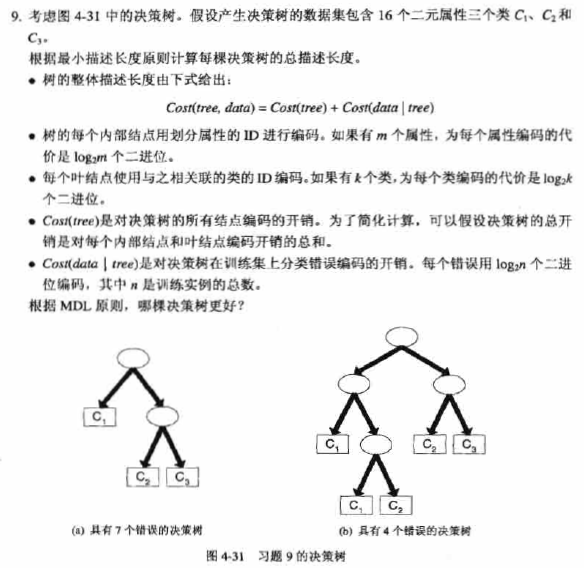 9. 考虑图 4-31 中的决策树。假设产生决策树的数据集包含 16 个二元属性三个类 C₁、C₂ 和
C₃。
根据最小描述长度原则计算每棵决策树的总描述长度。
● 树的整体描述长度由下式给出：
Cost(tree, data) = Cost(tree) + Cost(data | tree)
● 树的每个内部结点用划分属性的 ID 进行编码。如果有 m 个属性，为每个属性编码的代
价是 log₂m 个二进位。
● 每个叶结点使用与之相关联的类的 ID 编码。如果有 k 个类，为每个类编码的代价是 log₂k
个二进位。
● Cost(tree)是对决策树的所有结点编码的开销。为了简化计算，可以假设决策树的总开
销是对每个内部结点和叶结点编码开销的总和。
● Cost(data | tree)是对决策树在训练集上分类错误编码的开销。每个错误用 log₂n 个二进
位编码，其中 n 是训练实例的总数。
根据 MDL 原则，哪棵决策树更好？
C₁
C₂ C₃
(a) 具有 7 个错误的决策树
C₁ C₂ C₃
C₁ C₂
(b) 具有 4 个错误的决策树
图 4-31 习题 9 的决策树